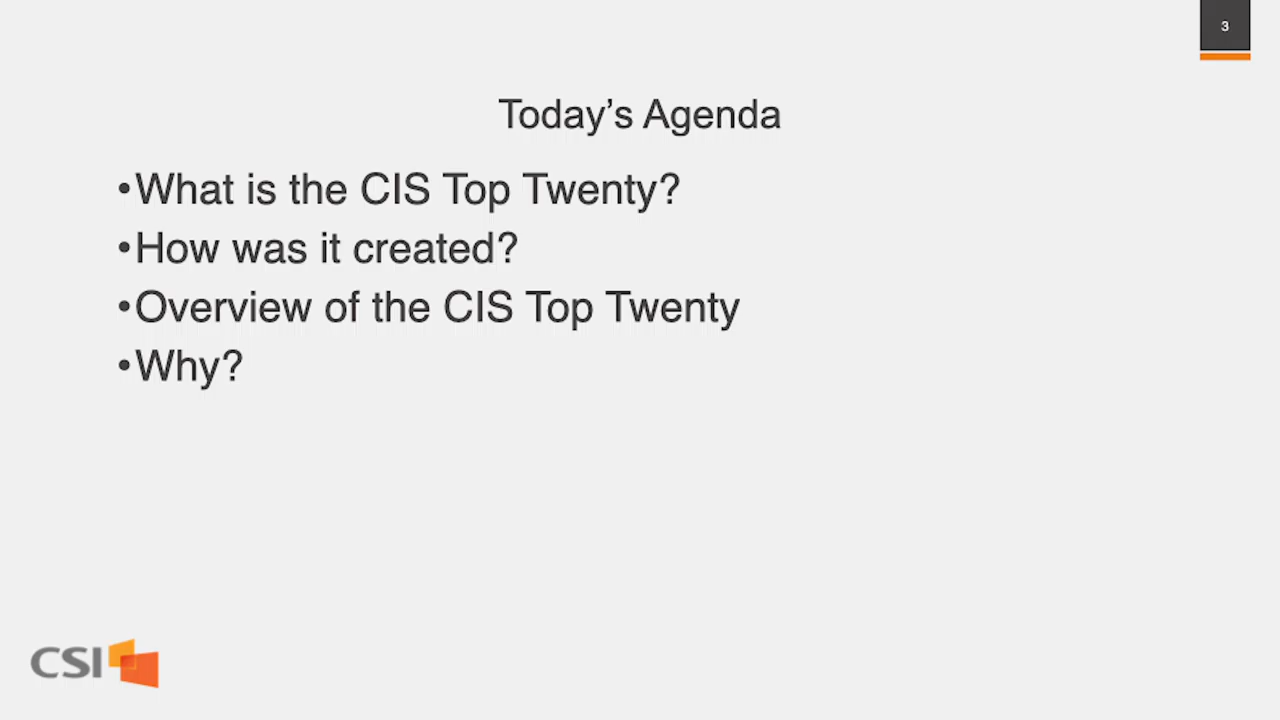 3
Today’s Agenda
•What is the CIS Top Twenty?
•How was it created?
•Overview of the CIS Top Twenty
•Why?
CSI